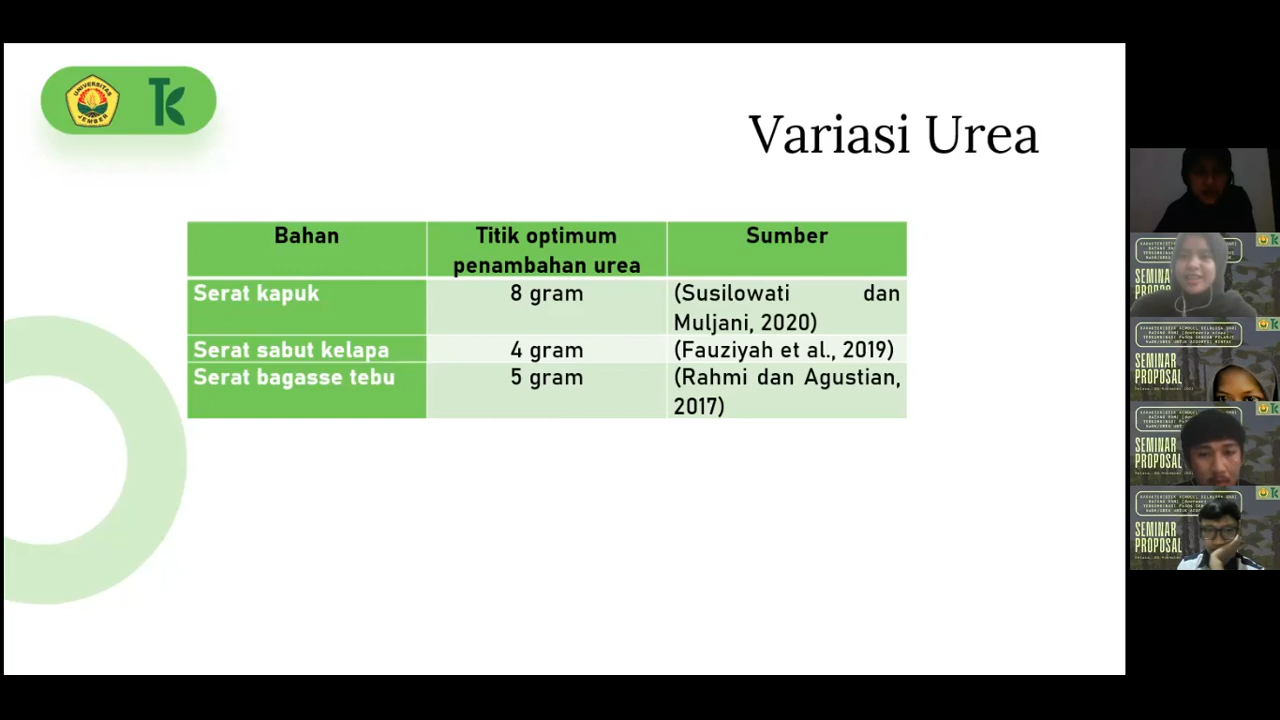 UNIVERSITAS
JEMBER
Variasi Urea
Bahan
Titik optimum
penambahan urea
Sumber
Serat kapuk
8 gram
(Susilowati dan
Muljani, 2020)
Serat sabut kelapa
4 gram
(Fauziyah et al., 2019)
Serat bagasse tebu
5 gram
(Rahmi dan Agustian,
2017)
SEMINAR
PROPOSAL
SEMINAR
PROPOSAL
SEMINAR
PROPOSAL